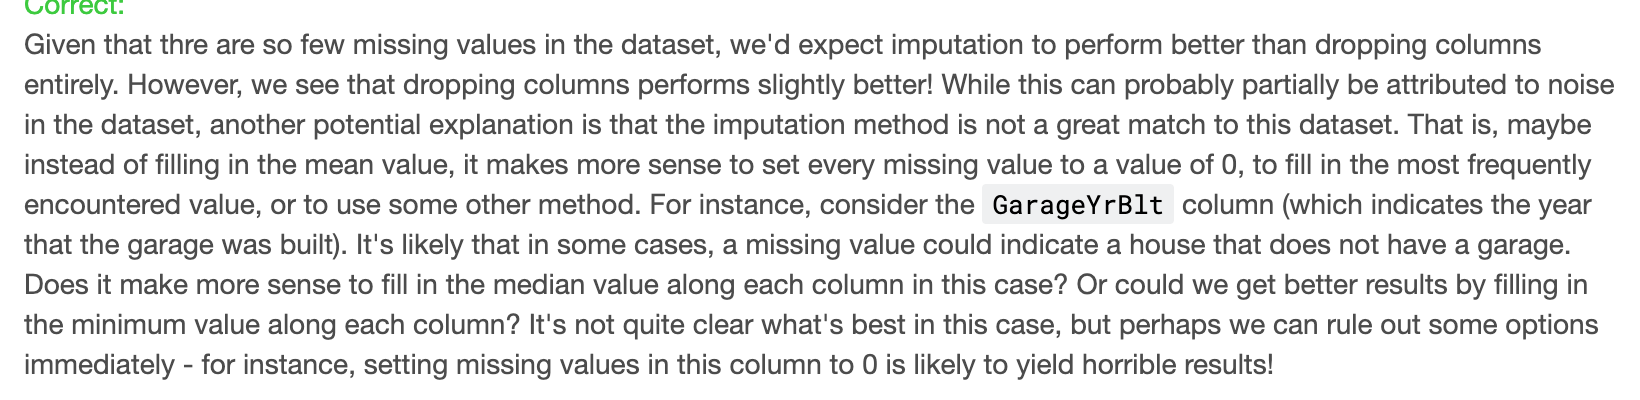 Correct:
Given that thre are so few missing values in the dataset, we'd expect imputation to perform better than dropping columns
entirely. However, we see that dropping columns performs slightly better! While this can probably partially be attributed to noise
in the dataset, another potential explanation is that the imputation method is not a great match to this dataset. That is, maybe
instead of filling in the mean value, it makes more sense to set every missing value to a value of 0, to fill in the most frequently
encountered value, or to use some other method. For instance, consider the GarageYrBlt column (which indicates the year
that the garage was built). It's likely that in some cases, a missing value could indicate a house that does not have a garage.
Does it make more sense to fill in the median value along each column in this case? Or could we get better results by filling in
the minimum value along each column? It's not quite clear what's best in this case, but perhaps we can rule out some options
immediately - for instance, setting missing values in this column to 0 is likely to yield horrible results!